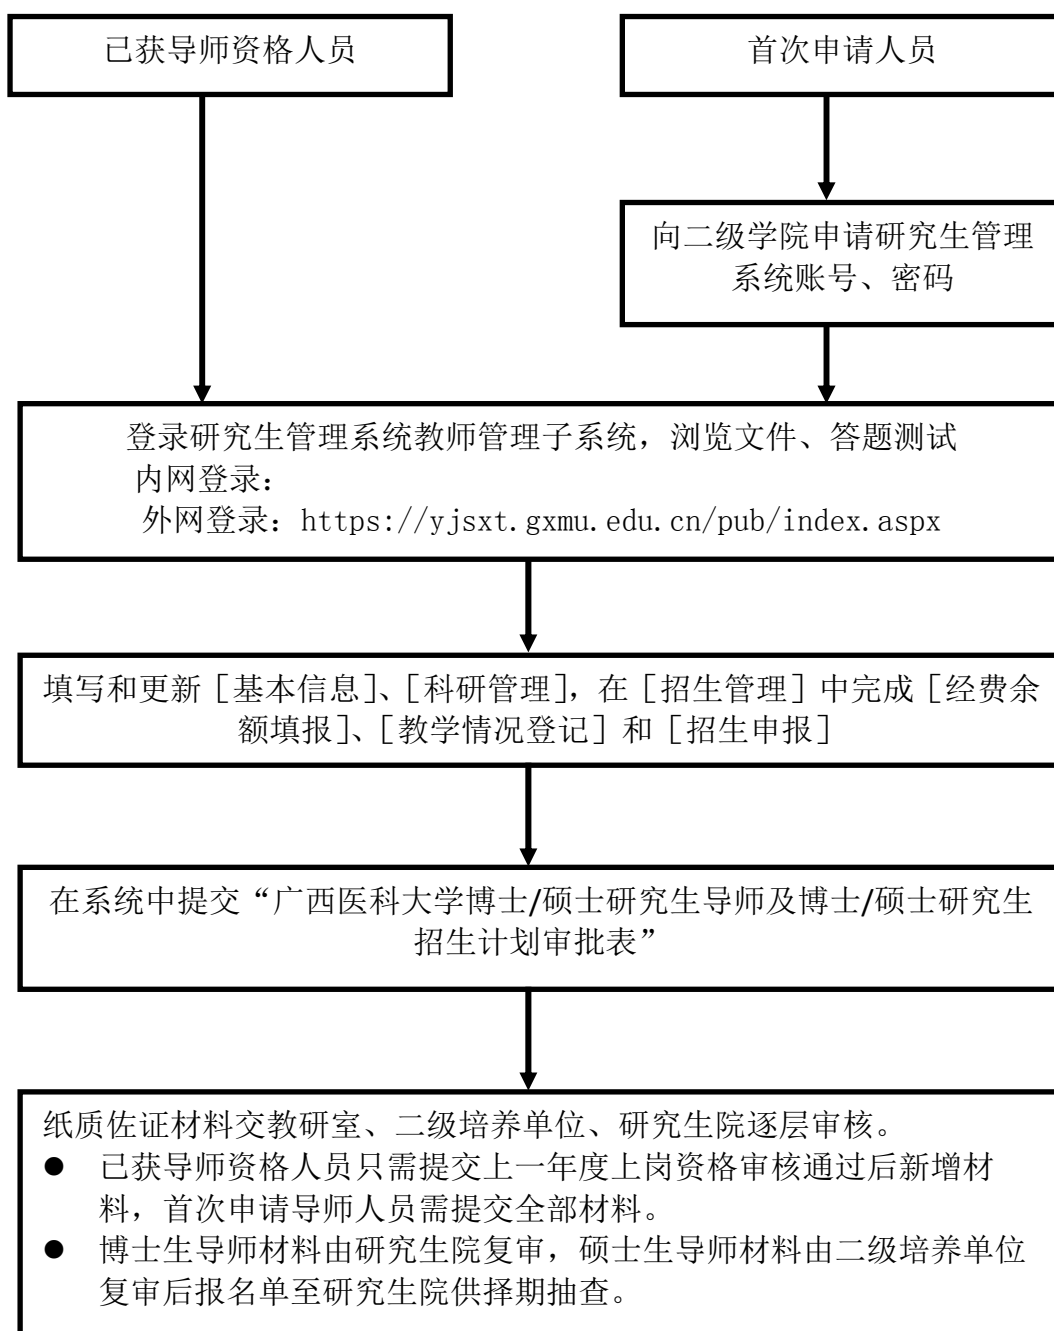 已获导师资格人员
首次申请人员
向二级学院申请研究生管理
系统账号、密码
登录研究生管理系统教师管理子系统，浏览文件、答题测试
内网登录：
外网登录：https://yjsxt.gxmu.edu.cn/pub/index.aspx
填写和更新［基本信息］、［科研管理］，在［招生管理］中完成［经费余
额填报］、［教学情况登记］和［招生申报］
在系统中提交“广西医科大学博士/硕士研究生导师及博士/硕士研究生
招生计划审批表”
纸质佐证材料交教研室、二级培养单位、研究生院逐层审核。
● 已获导师资格人员只需提交上一年度上岗资格审核通过后新增材
料，首次申请导师人员需提交全部材料。
● 博士生导师材料由研究生院复审，硕士生导师材料由二级培养单位
复审后报名单至研究生院供择期抽查。